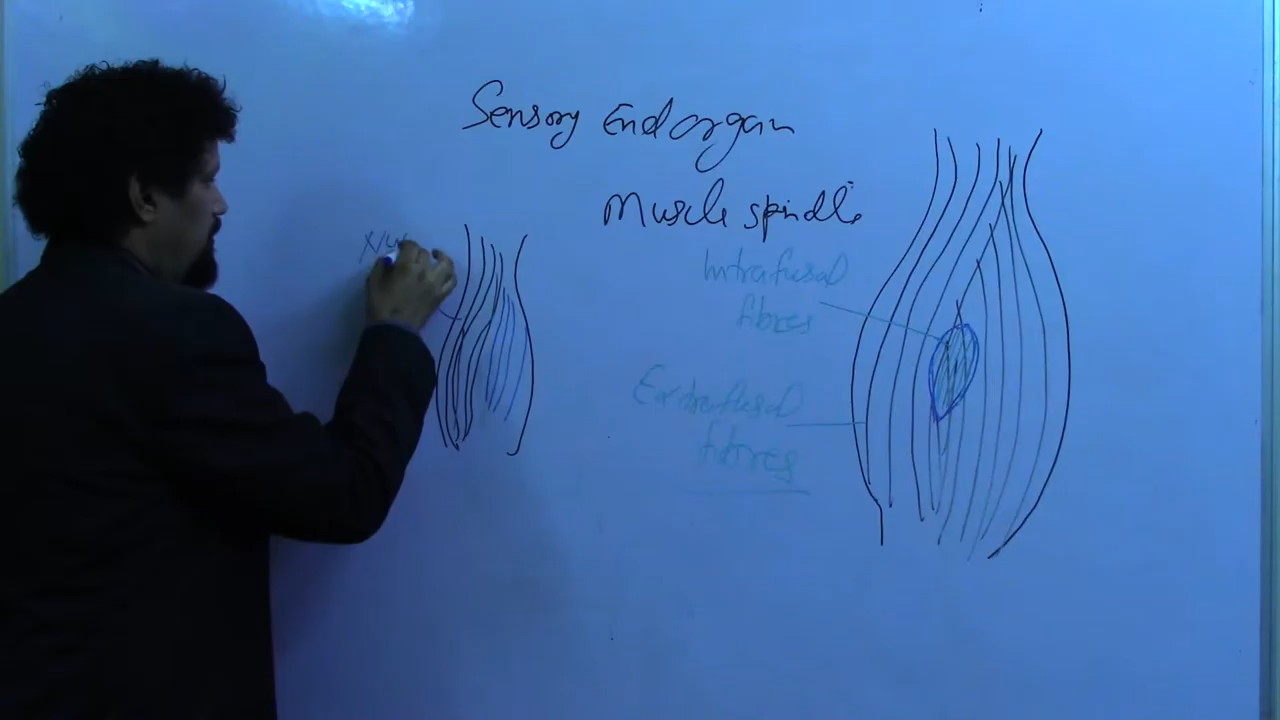 Sensory End organ
Muscle spindle
Intrafusal
fibres
Extrafusal
fibres